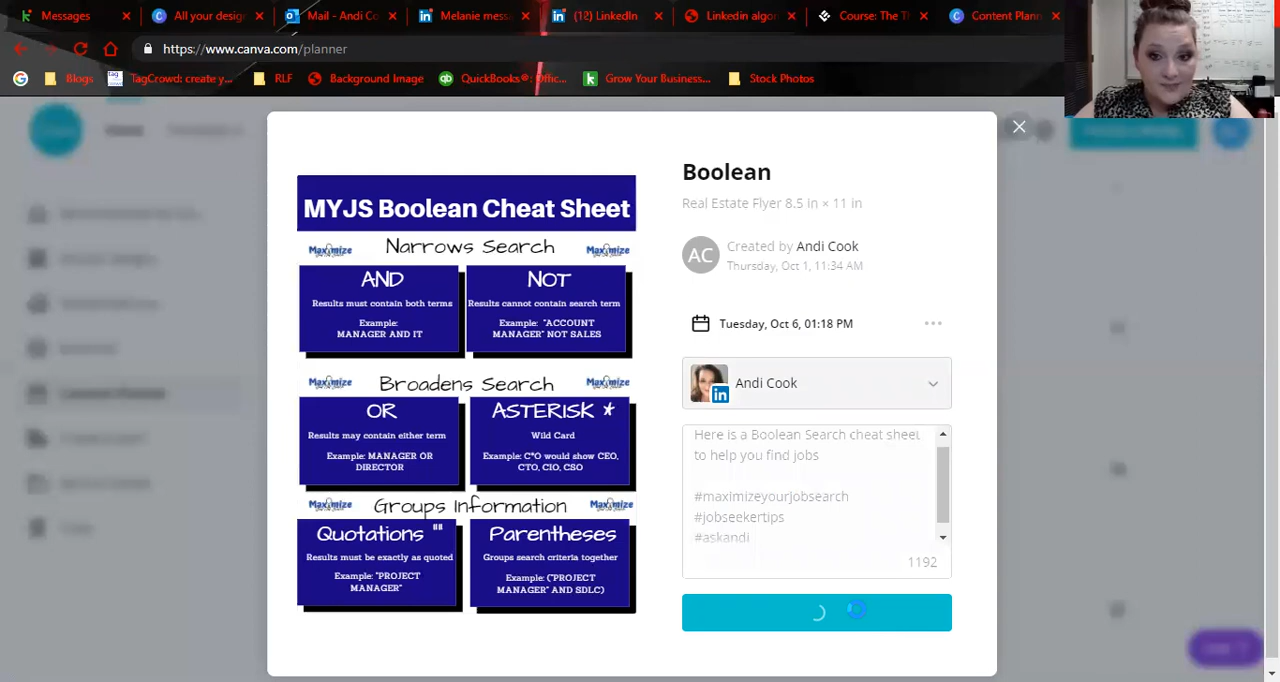 Messages
All your design
Mail - Andi Co
Melanie messa
(12) LinkedIn
Linkedin algor
Course: The T
Content Plann
https://www.canva.com/planner
Blogs
TagCrowd: create y...
RLF
Background Image
QuickBooks®: Offic...
Grow Your Business...
Stock Photos
MYJS Boolean Cheat Sheet
Maximize
Narrows Search
Maximize
AND
Results must contain both terms
Example:
MANAGER AND IT
NOT
Results cannot contain search term
Example: "ACCOUNT
MANAGER" NOT SALES
Maximize
Broadens Search
Maximize
OR
Results may contain either term
Example: MANAGER OR
DIRECTOR
ASTERISK *
Wild Card
Example: C*O would show CEO,
CTO, CIO, CSO
Maximize
Groups Information
Maximize
Quotations ""
Results must be exactly as quoted
Example: "PROJECT
MANAGER"
Parentheses
Groups search criteria together
Example: ("PROJECT
MANAGER" AND SDLC)
Boolean
Real Estate Flyer 8.5 in × 11 in
AC
Created by Andi Cook
Thursday, Oct 1, 11:34 AM
Tuesday, Oct 6, 01:18 PM
in
Andi Cook
Here is a Boolean Search cheat sheet
to help you find jobs
#maximizeyourjobsearch
#jobseekertips
#askandi
1192